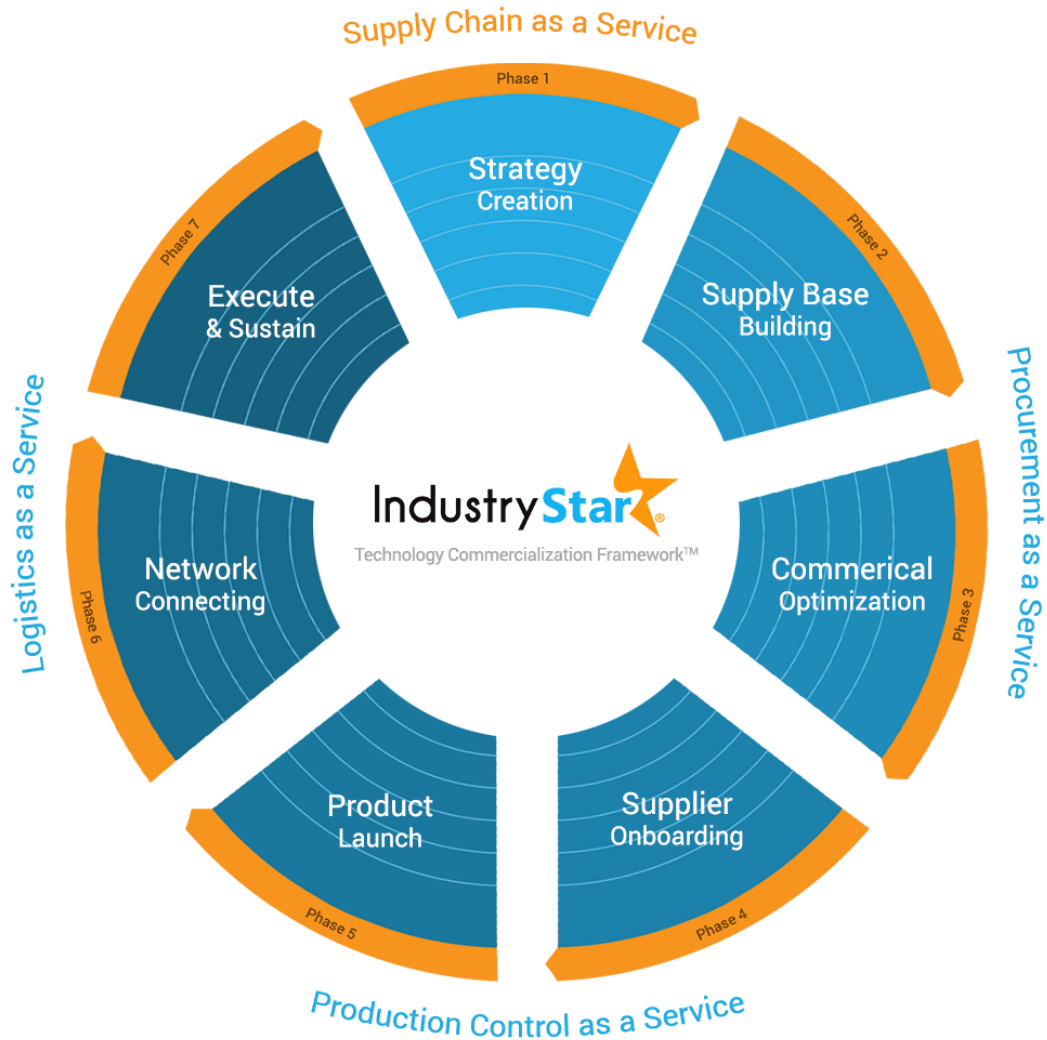 Supply Chain as a Service
Phase 1
Strategy
Creation
Phase 2
Supply Base
Building
Procurement as a Service
Phase 3
Commerical
Optimization
Phase 4
Supplier
Onboarding
Production Control as a Service
Phase 5
Product
Launch
Phase 6
Network
Connecting
Logistics as a Service
Phase 7
Execute
& Sustain
IndustryStar®
Technology Commercialization Framework™